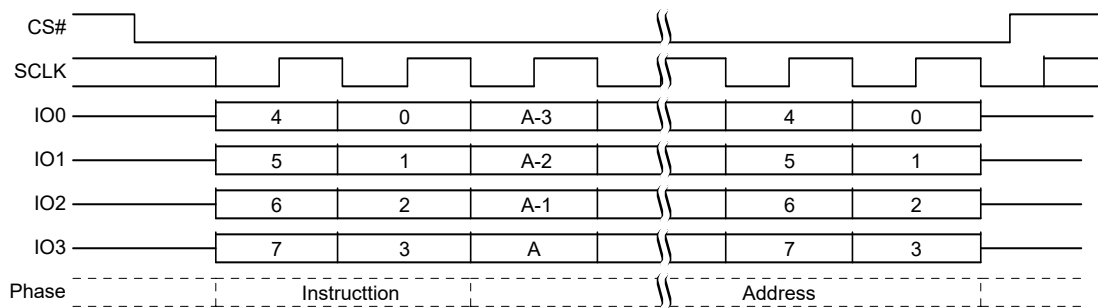 CS#
SCLK
IO0 4 0 A-3 4 0
IO1 5 1 A-2 5 1
IO2 6 2 A-1 6 2
IO3 7 3 A 7 3
Phase Instructtion Address